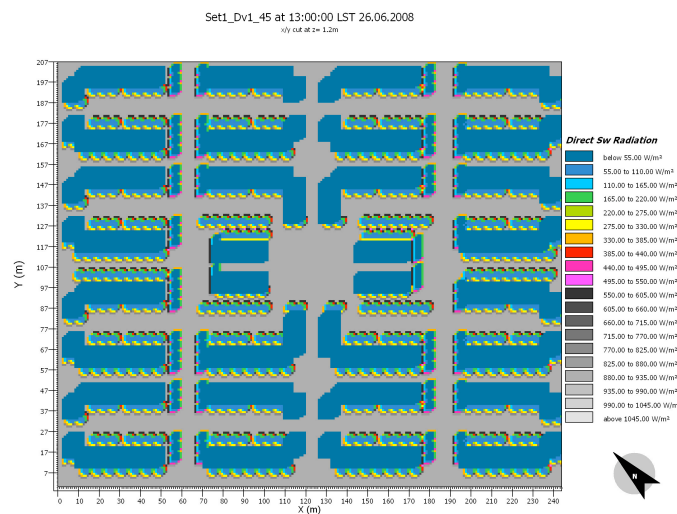 Set1_Dv1_45 at 13:00:00 LST 26.06.2008
x/y cut at z= 1.2m
207
197
187
177
167
157
147
137
127
117
107
97
87
77
67
57
47
37
27
17
7
Y (m)
0 10 20 30 40 50 60 70 80 90 100 110 120 130 140 150 160 170 180 190 200 210 220 230 240
X (m)
Direct Sw Radiation
below 55.00 W/m²
55.00 to 110.00 W/m²
110.00 to 165.00 W/m²
165.00 to 220.00 W/m²
220.00 to 275.00 W/m²
275.00 to 330.00 W/m²
330.00 to 385.00 W/m²
385.00 to 440.00 W/m²
440.00 to 495.00 W/m²
495.00 to 550.00 W/m²
550.00 to 605.00 W/m²
605.00 to 660.00 W/m²
660.00 to 715.00 W/m²
715.00 to 770.00 W/m²
770.00 to 825.00 W/m²
825.00 to 880.00 W/m²
880.00 to 935.00 W/m²
935.00 to 990.00 W/m²
990.00 to 1045.00 W/m²
above 1045.00 W/m²
N